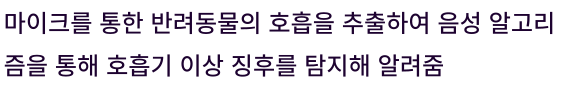 마이크를 통한 반려동물의 호흡을 추출하여 음성 알고리
즘을 통해 호흡기 이상 징후를 탐지해 알려줌